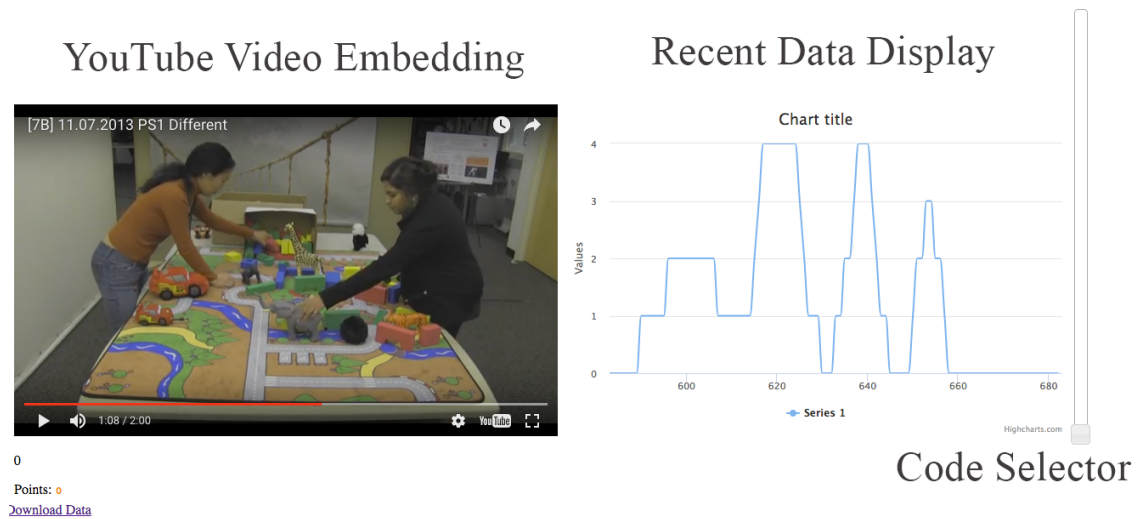 YouTube Video Embedding
Recent Data Display
[7B] 11.07.2013 PS1 Different
1:08 / 2:00
YouTube
Chart title
Values
4
3
2
1
0
600 620 640 660 680
Series 1
Highcharts.com
Code Selector
0
Points: 0
Download Data